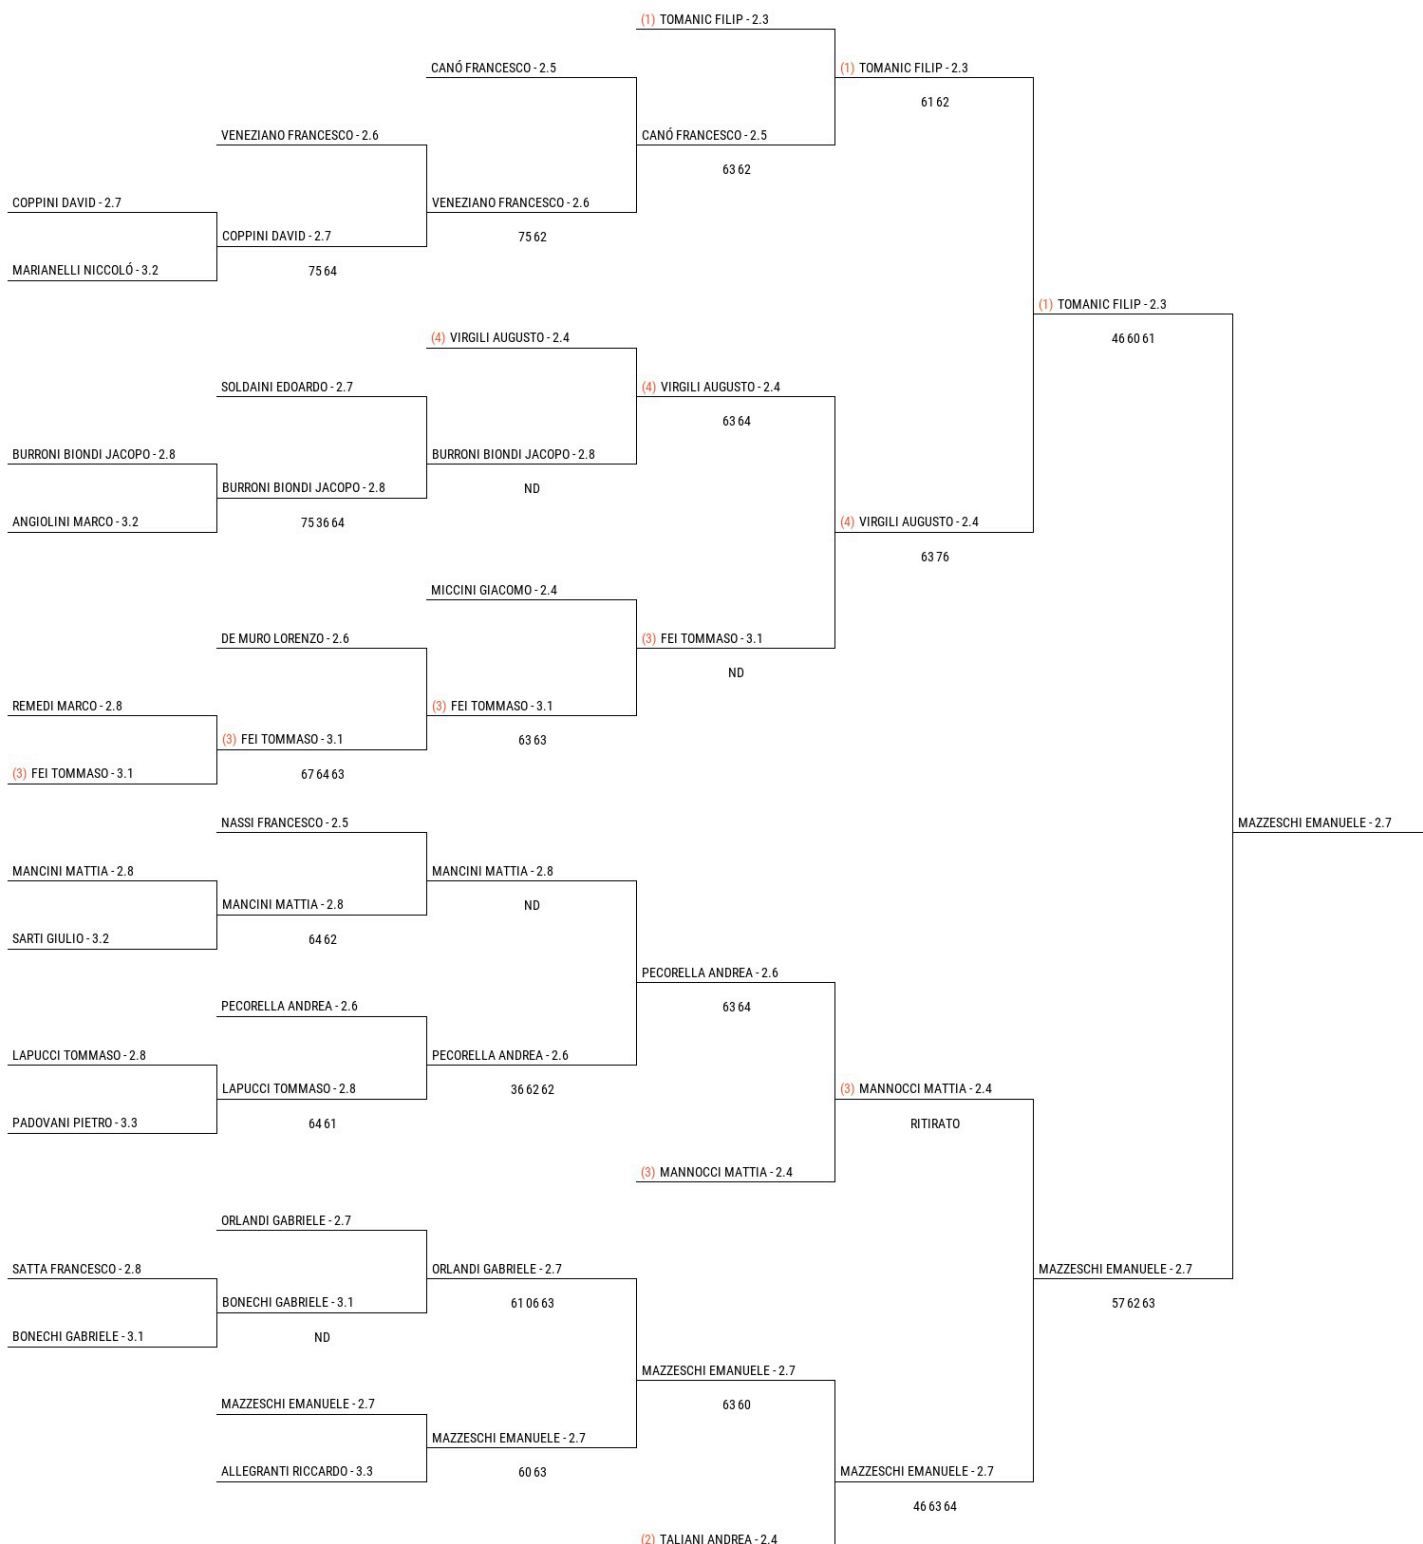 (1) TOMANIC FILIP - 2.3
CANÓ FRANCESCO - 2.5
(1) TOMANIC FILIP - 2.3
61 62
VENEZIANO FRANCESCO - 2.6
CANÓ FRANCESCO - 2.5
63 62
COPPINI DAVID - 2.7
VENEZIANO FRANCESCO - 2.6
COPPINI DAVID - 2.7
75 62
MARIANELLI NICCOLÓ - 3.2
75 64
(1) TOMANIC FILIP - 2.3
46 60 61
(4) VIRGILI AUGUSTO - 2.4
SOLDAINI EDOARDO - 2.7
(4) VIRGILI AUGUSTO - 2.4
63 64
BURRONI BIONDI JACOPO - 2.8
BURRONI BIONDI JACOPO - 2.8
BURRONI BIONDI JACOPO - 2.8
ND
ANGIOLINI MARCO - 3.2
75 36 64
(4) VIRGILI AUGUSTO - 2.4
63 76
MICCINI GIACOMO - 2.4
DE MURO LORENZO - 2.6
(3) FEI TOMMASO - 3.1
ND
REMEDI MARCO - 2.8
(3) FEI TOMMASO - 3.1
(3) FEI TOMMASO - 3.1
63 63
(3) FEI TOMMASO - 3.1
67 64 63
NASSI FRANCESCO - 2.5
MAZZESCHI EMANUELE - 2.7
MANCINI MATTIA - 2.8
MANCINI MATTIA - 2.8
MANCINI MATTIA - 2.8
ND
SARTI GIULIO - 3.2
64 62
PECORELLA ANDREA - 2.6
63 64
PECORELLA ANDREA - 2.6
LAPUCCI TOMMASO - 2.8
PECORELLA ANDREA - 2.6
LAPUCCI TOMMASO - 2.8
36 62 62
(3) MANNOCCI MATTIA - 2.4
PADOVANI PIETRO - 3.3
64 61
RITIRATO
(3) MANNOCCI MATTIA - 2.4
ORLANDI GABRIELE - 2.7
SATTA FRANCESCO - 2.8
ORLANDI GABRIELE - 2.7
MAZZESCHI EMANUELE - 2.7
BONECHI GABRIELE - 3.1
61 06 63
57 62 63
BONECHI GABRIELE - 3.1
ND
MAZZESCHI EMANUELE - 2.7
63 60
MAZZESCHI EMANUELE - 2.7
MAZZESCHI EMANUELE - 2.7
ALLEGRANTI RICCARDO - 3.3
60 63
MAZZESCHI EMANUELE - 2.7
46 63 64
(2) TALIANI ANDREA - 2.4